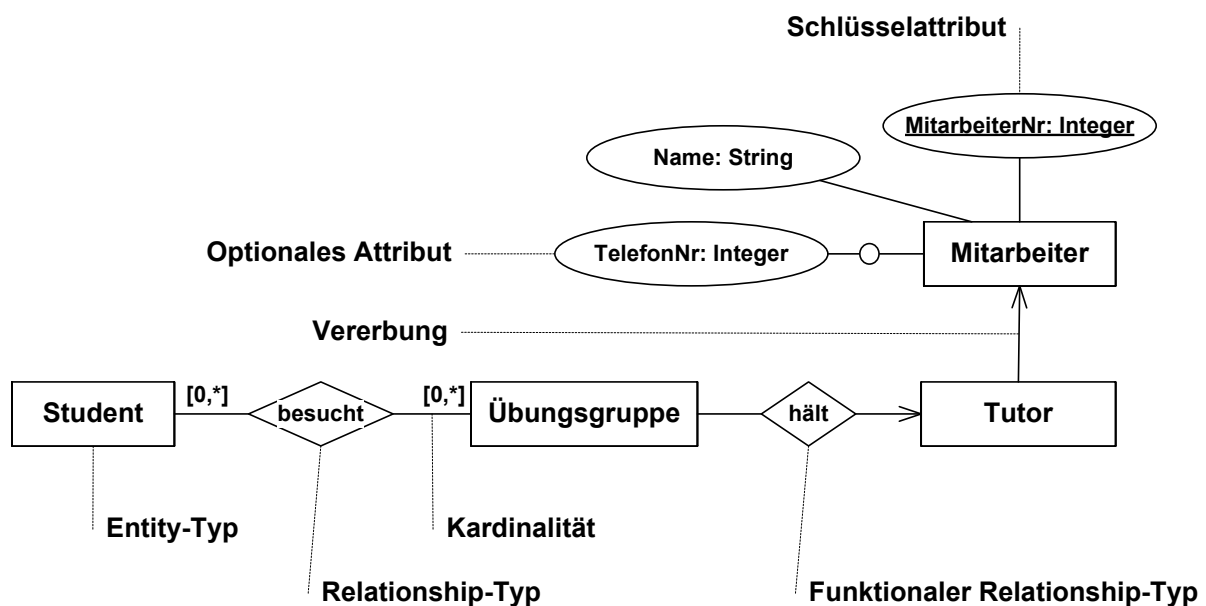 Schlüsselattribut
MitarbeiterNr: Integer
Name: String
Optionales Attribut
TelefonNr: Integer
Mitarbeiter
Vererbung
Student
[0,*]
besucht
[0,*]
Übungsgruppe
hält
Tutor
Entity-Typ
Kardinalität
Relationship-Typ
Funktionaler Relationship-Typ